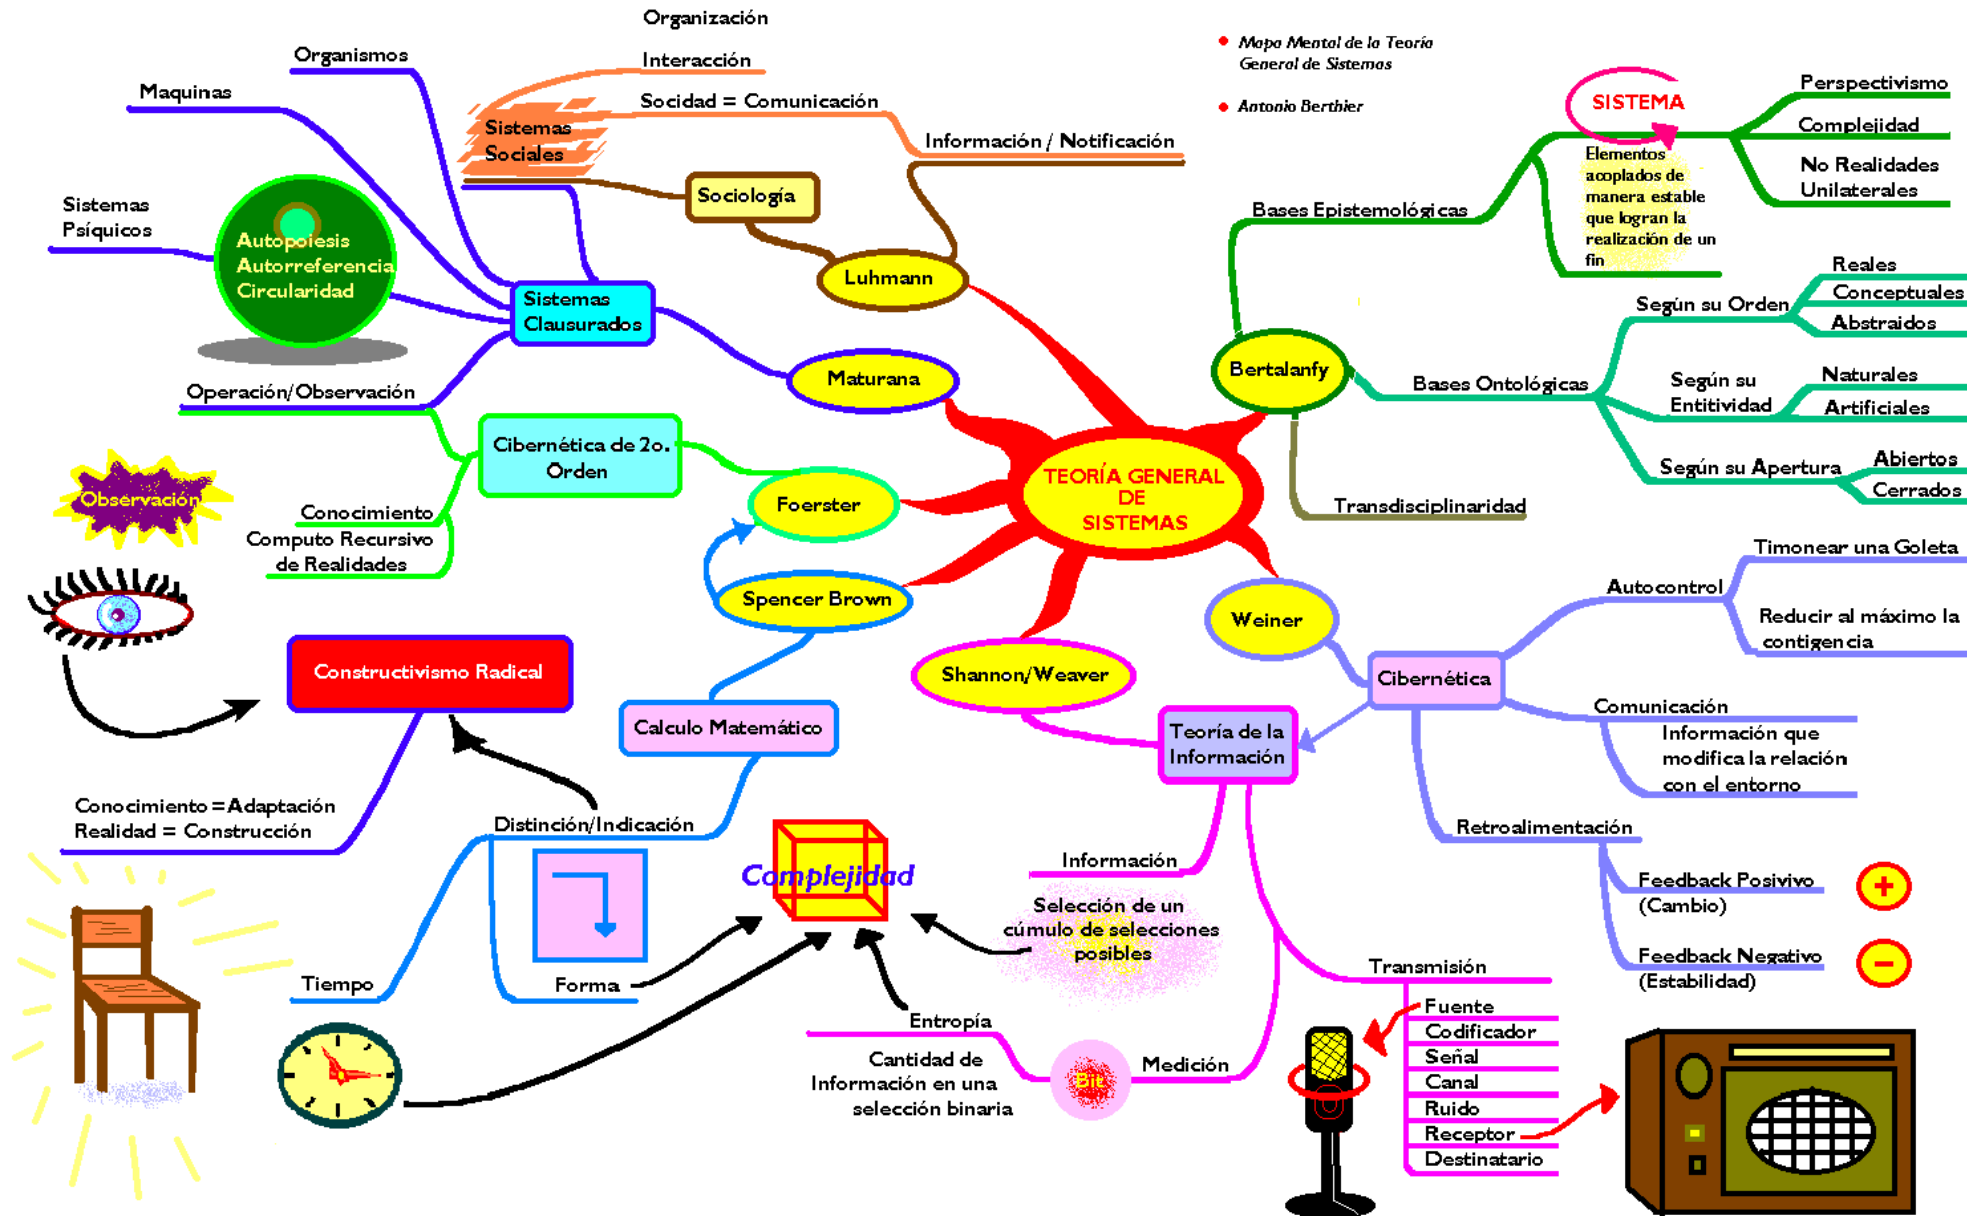 Organización
Interacción
Socidad = Comunicación
Información / Notificación
Sistemas
Sociales
Organismos
Maquinas
Sistemas
Psíquicos
Autopoiesis
Autorreferencia
Circularidad
Sistemas
Clausurados
Operación/Observación
Sociología
Luhmann
Maturana
Mapa Mental de la Teoría
General de Sistemas
Antonio Berthier
SISTEMA
Elementos
acoplados de
manera estable
que logran la
realización de un
fin
Perspectivismo
Complejidad
No Realidades
Unilaterales
Bases Epistemológicas
Bertalanfy
Bases Ontológicas
Según su Orden
Reales
Conceptuales
Abstraidos
Según su
Entitividad
Naturales
Artificiales
Según su Apertura
Abiertos
Cerrados
Transdisciplinaridad
TEORÍA GENERAL
DE
SISTEMAS
Cibernética de 2o.
Orden
Foerster
Observación
Conocimiento
Computo Recursivo
de Realidades
Spencer Brown
Constructivismo Radical
Calculo Matemático
Conocimiento = Adaptación
Realidad = Construcción
Distinción/Indicación
Tiempo
Forma
Complejidad
Shannon/Weaver
Teoría de la
Información
Información
Selección de un
cúmulo de selecciones
posibles
Entropía
Cantidad de
Información en una
selección binaria
Bit
Medición
Transmisión
Fuente
Codificador
Señal
Canal
Ruido
Receptor
Destinatario
Weiner
Cibernética
Autocontrol
Timonear una Goleta
Reducir al máximo la
contigencia
Comunicación
Información que
modifica la relación
con el entorno
Retroalimentación
Feedback Posivivo
(Cambio)
+
Feedback Negativo
(Estabilidad)
−